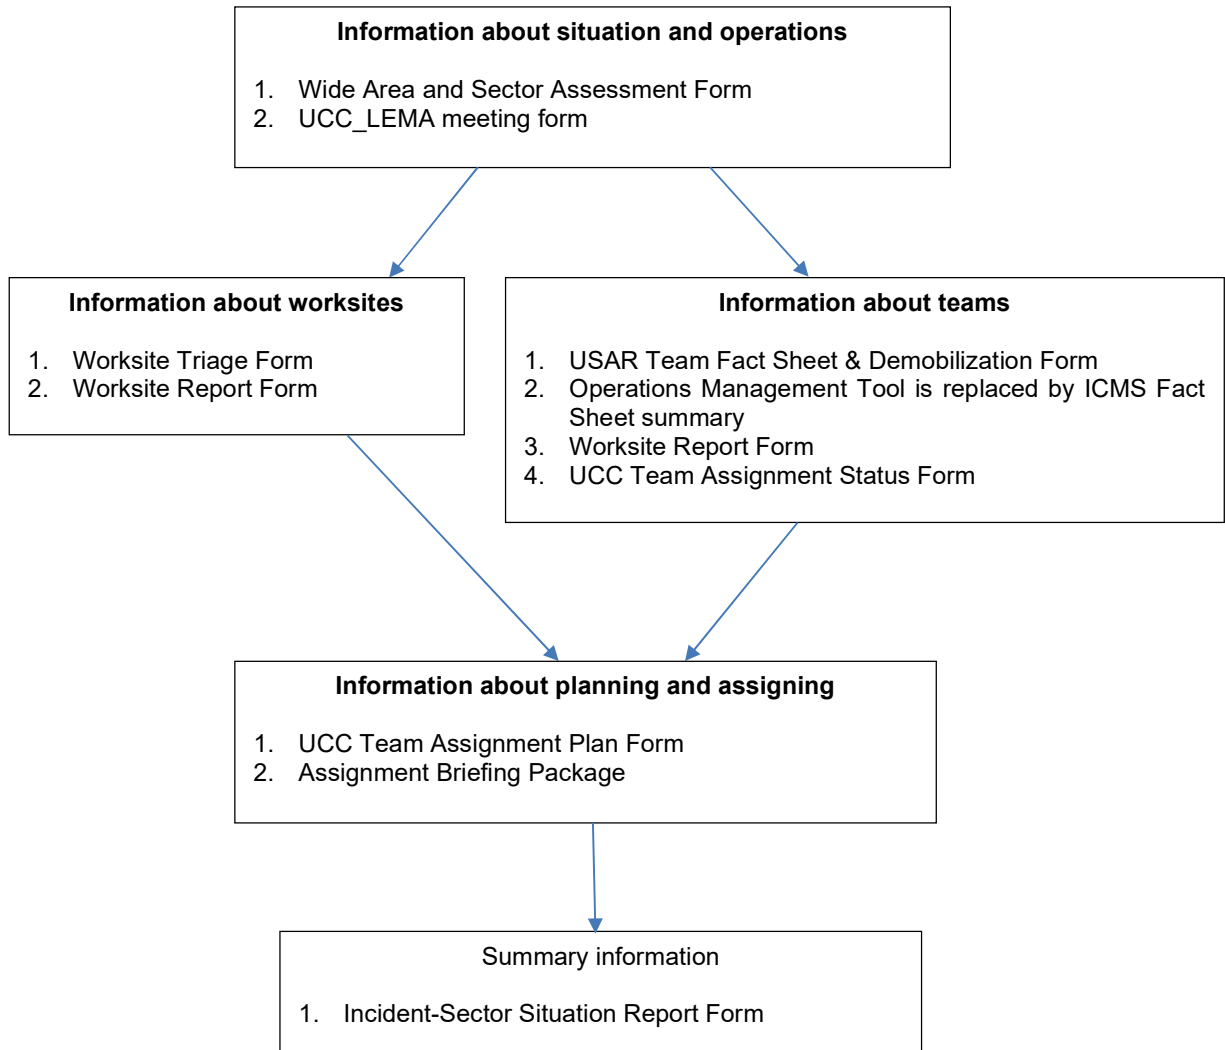 Information about situation and operations
1. Wide Area and Sector Assessment Form
2. UCC_LEMA meeting form
Information about worksites
1. Worksite Triage Form
2. Worksite Report Form
Information about teams
1. USAR Team Fact Sheet & Demobilization Form
2. Operations Management Tool is replaced by ICMS Fact
Sheet summary
3. Worksite Report Form
4. UCC Team Assignment Status Form
Information about planning and assigning
1. UCC Team Assignment Plan Form
2. Assignment Briefing Package
Summary information
1. Incident-Sector Situation Report Form